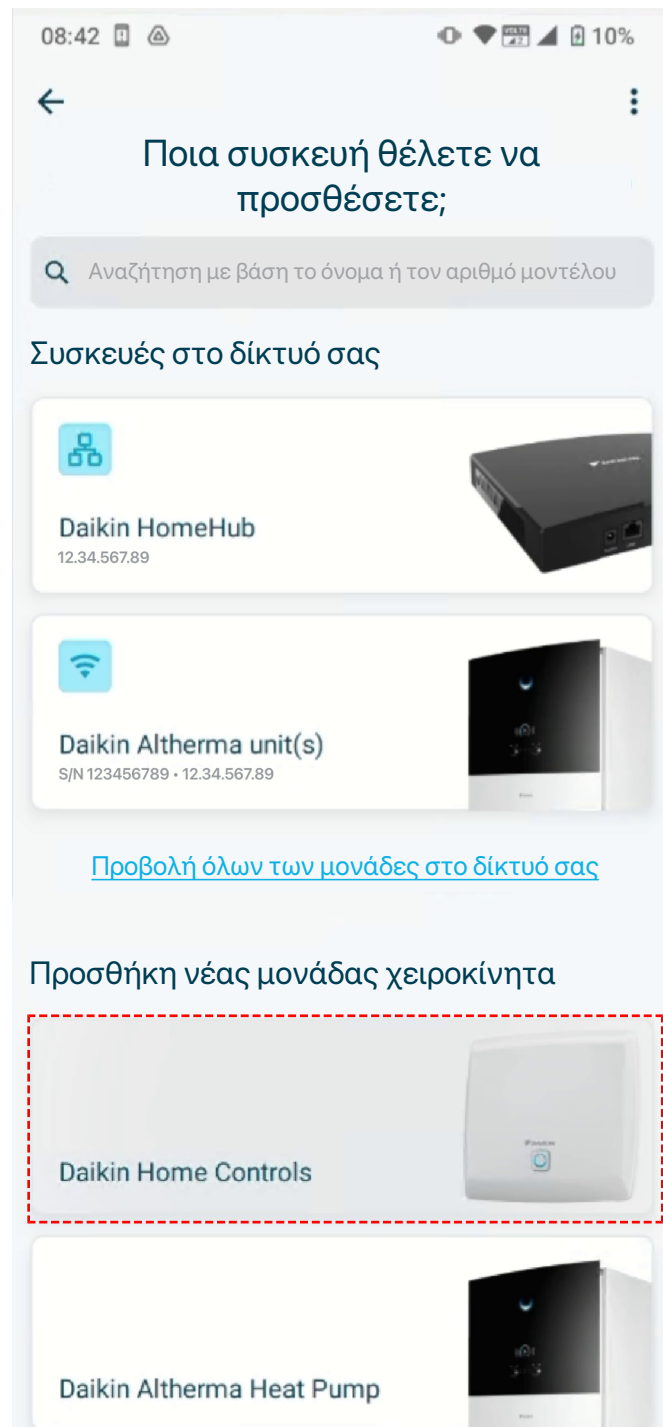 08:42
10%
Ποια συσκευή θέλετε να
προσθέσετε;
Αναζήτηση με βάση το όνομα ή τον αριθμό μοντέλου
Συσκευές στο δίκτυό σας
Daikin HomeHub
12.34.567.89
Daikin Altherma unit(s)
S/N 123456789 • 12.34.567.89
Προβολή όλων των μονάδες στο δίκτυό σας
Προσθήκη νέας μονάδας χειροκίνητα
Daikin Home Controls
Daikin Altherma Heat Pump